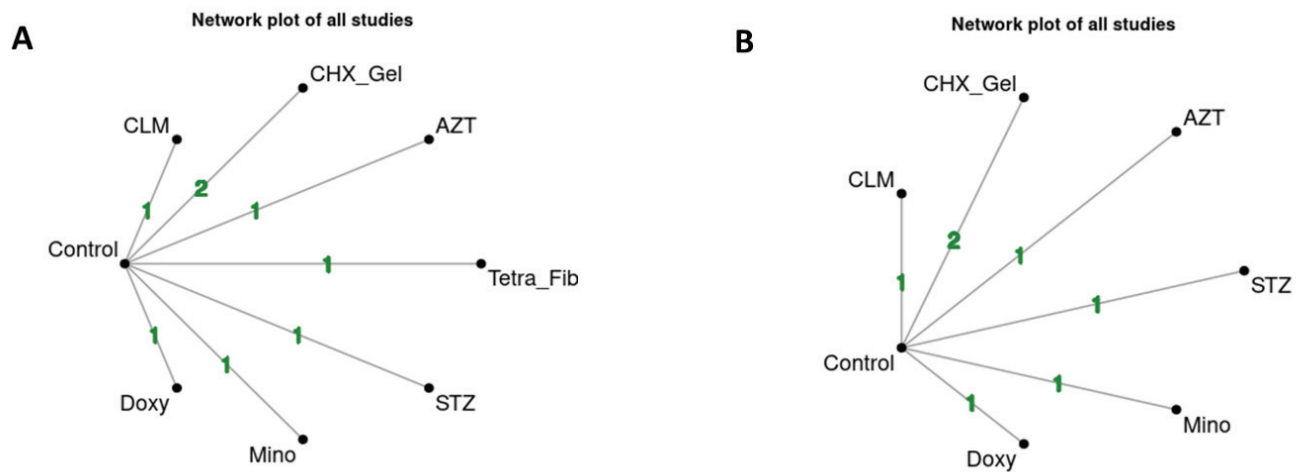 A
Network plot of all studies
CHX_Gel
CLM
AZT
2
1
1
Control
1
Tetra_Fib
1
1
1
Doxy
STZ
Mino
B
Network plot of all studies
CHX_Gel
AZT
CLM
2
1
1
STZ
1
Control
1
1
Mino
Doxy